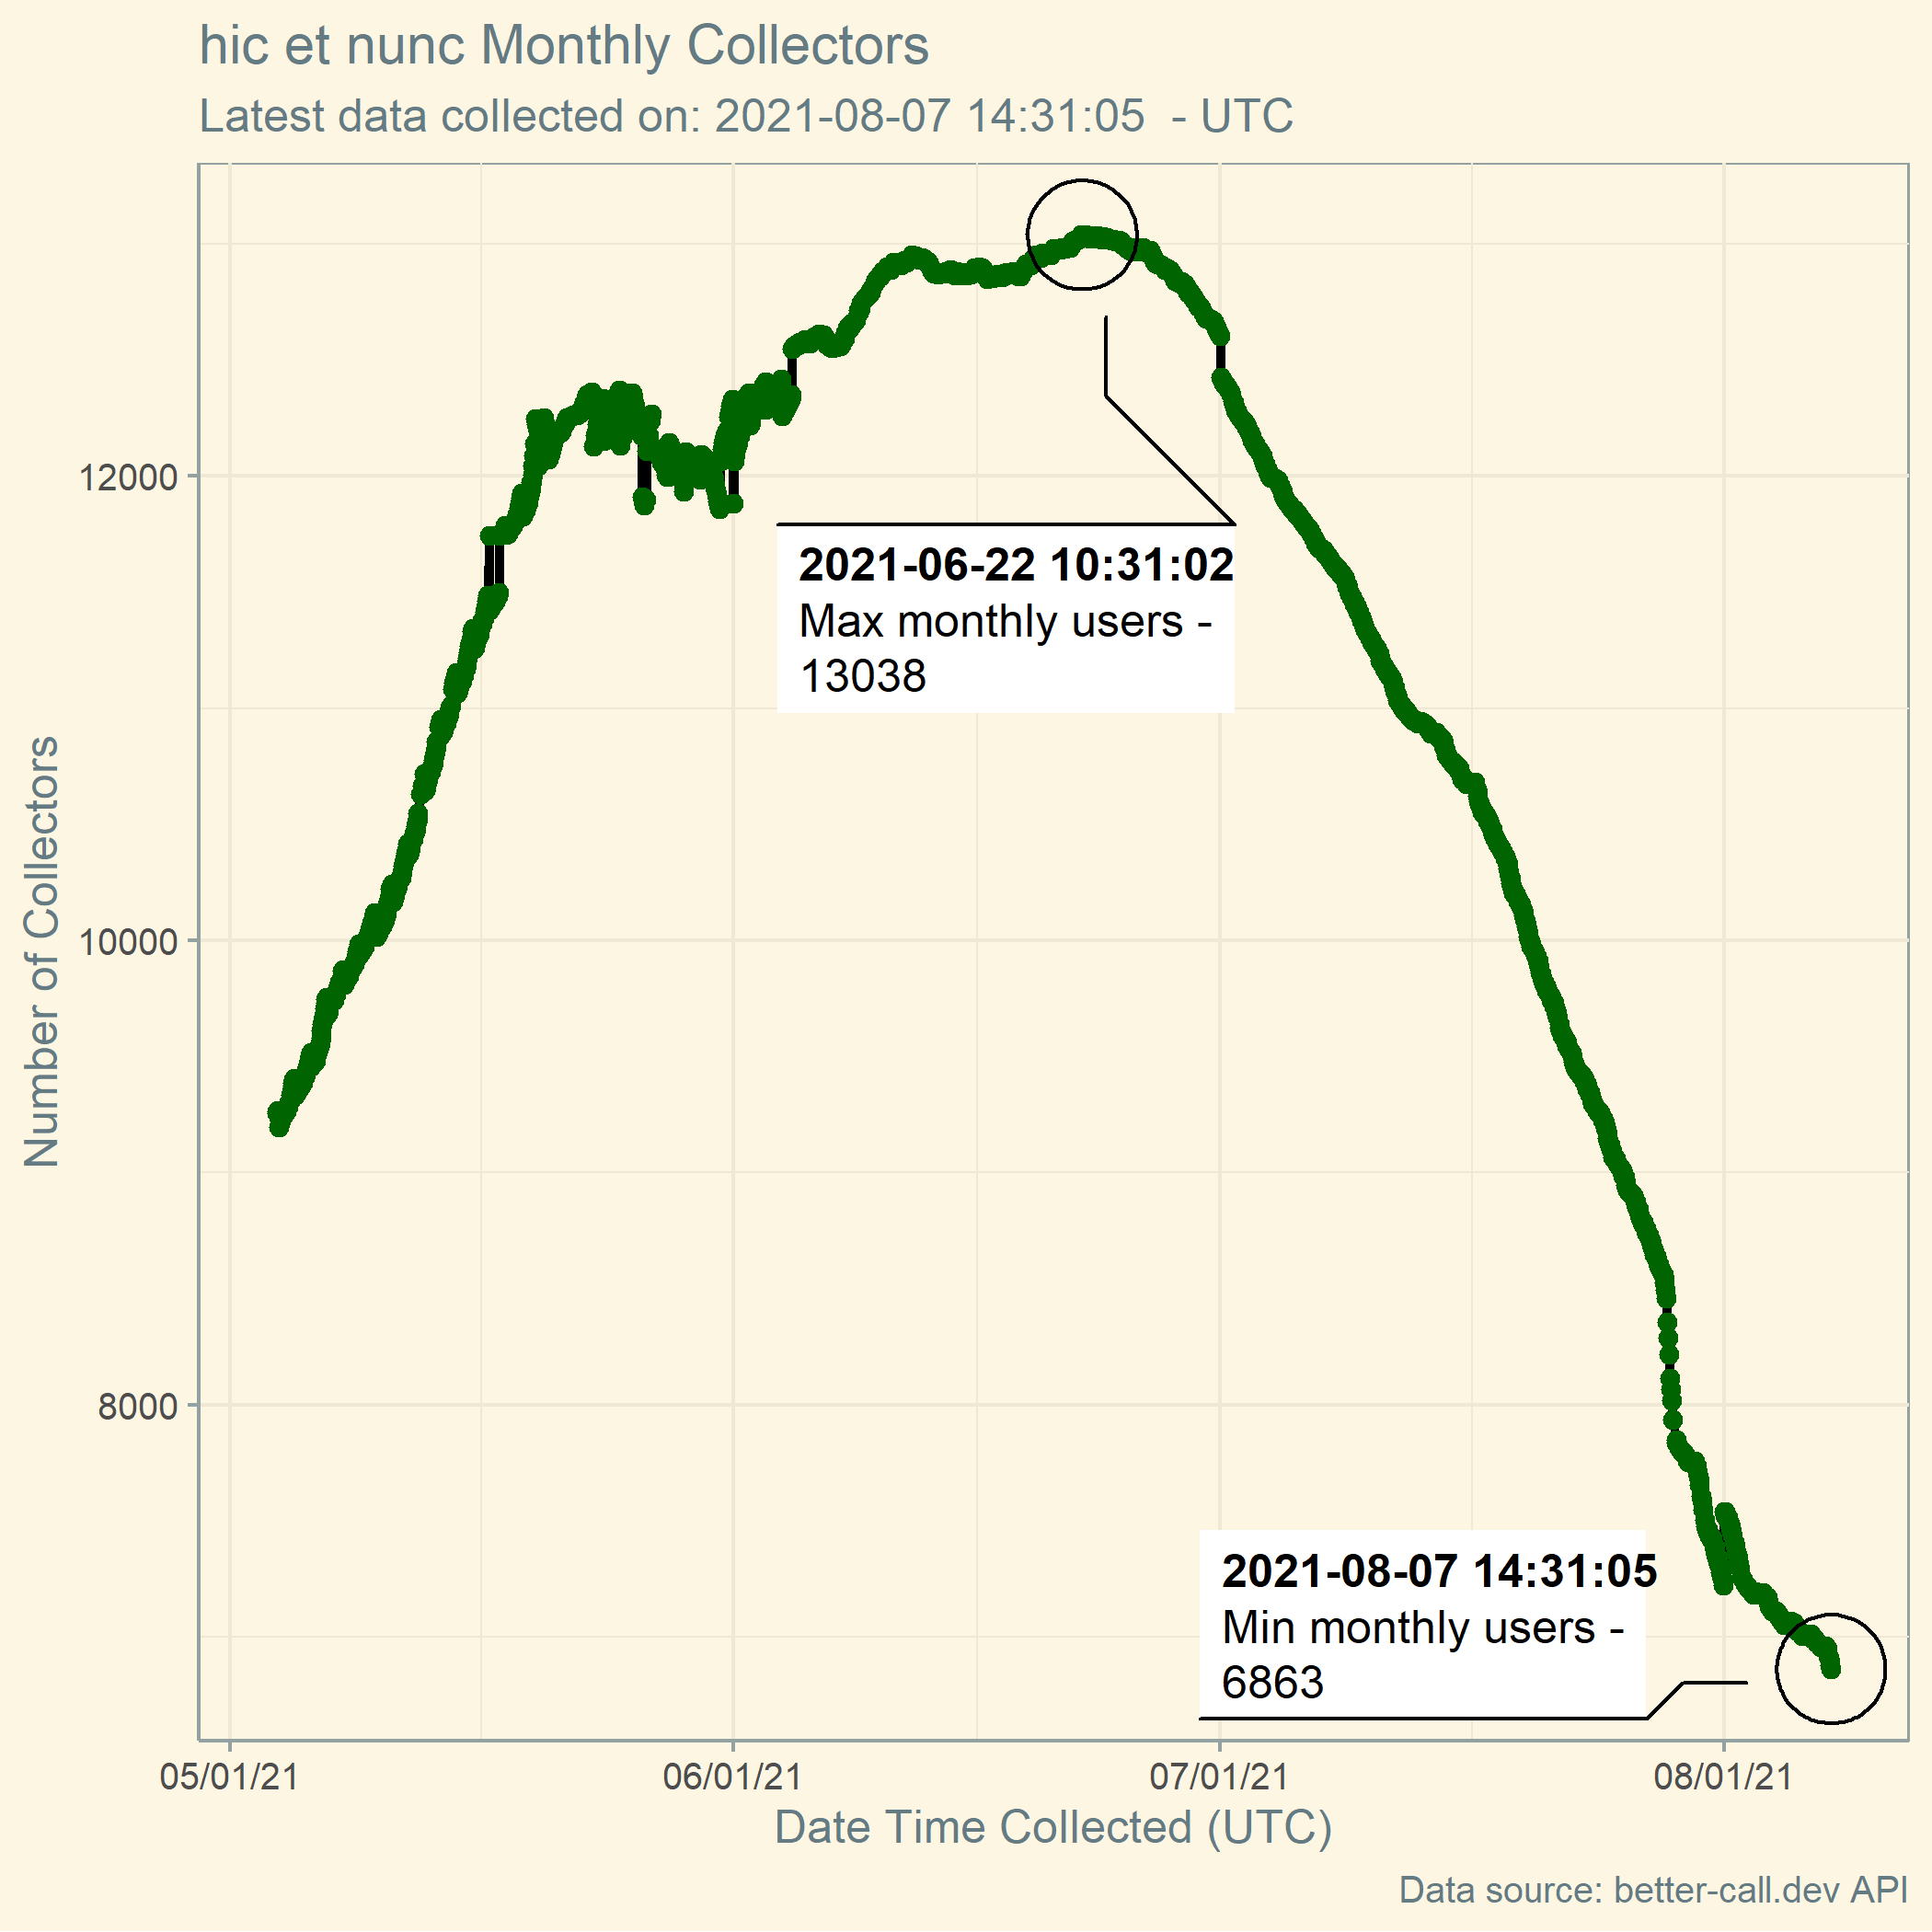 hic et nunc Monthly Collectors
Latest data collected on: 2021-08-07 14:31:05  - UTC
Number of Collectors
12000
10000
8000
2021-06-22 10:31:02
Max monthly users -
13038
2021-08-07 14:31:05
Min monthly users -
6863
05/01/21
06/01/21
07/01/21
08/01/21
Date Time Collected (UTC)
Data source: better-call.dev API